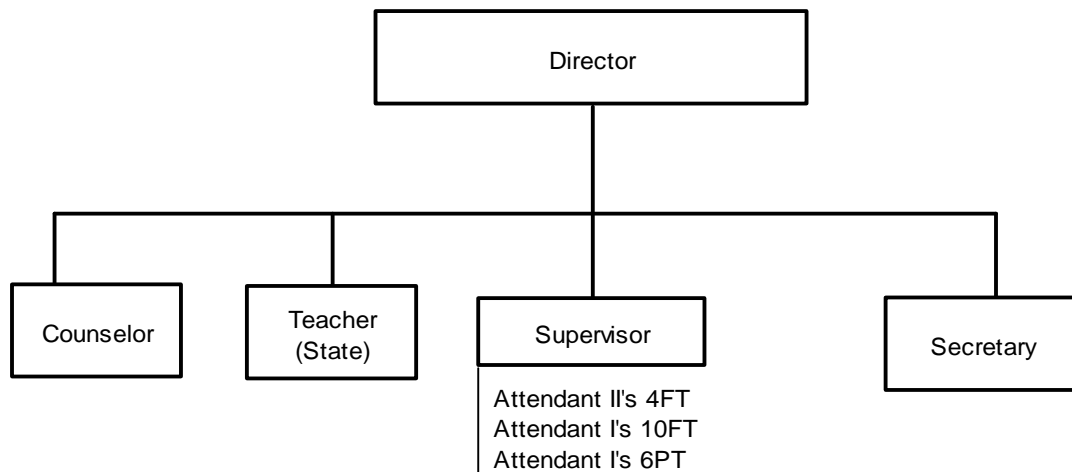 Director
Counselor
Teacher
(State)
Supervisor
Secretary
Attendant II's 4FT
Attendant I's 10FT
Attendant I's 6PT